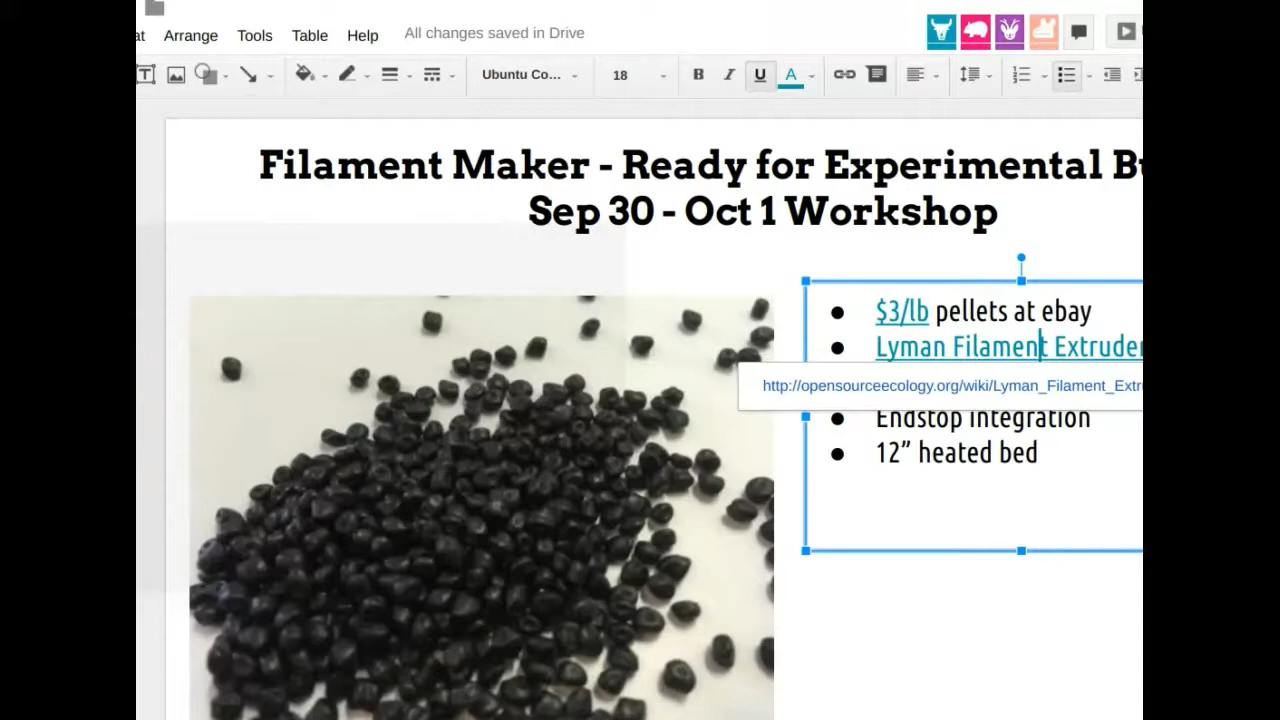 Arrange Tools Table Help All changes saved in Drive
Ubuntu Co... 18 B I U A
Filament Maker - Ready for Experimental
Sep 30 - Oct 1 Workshop
● $3/lb pellets at ebay
● Lyman Filament Extruder
http://opensourceecology.org/wiki/Lyman_Filament_Extr
Endstop integration
● 12” heated bed